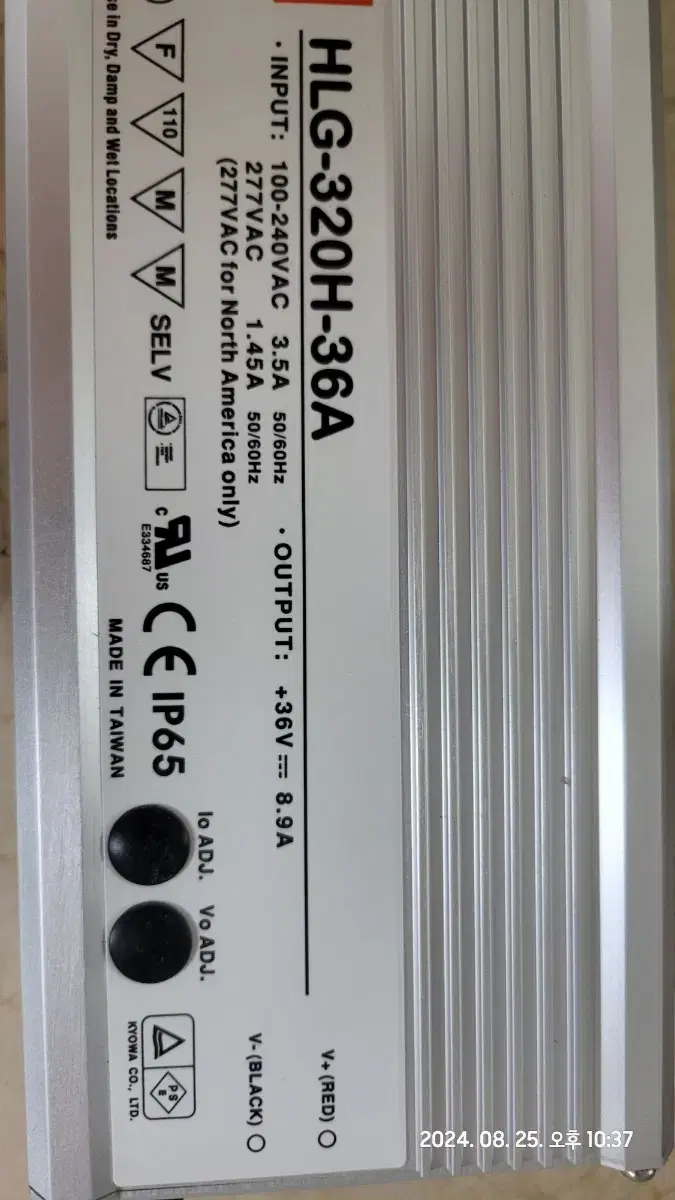 HLG-320H-36A
· INPUT: 100-240VAC 3.5A 50/60Hz · OUTPUT: +36V 8.9A
277VAC 1.45A 50/60Hz
(277VAC for North America only)
V+ (RED)
V- (BLACK)
Io ADJ. Vo ADJ.
F 110 M M SELV c US E334687 CE IP65
PS E
in Dry, Damp and Wet Locations
MADE IN TAIWAN
KYOWA CO., LTD.
2024. 08. 25. 오후 10:37